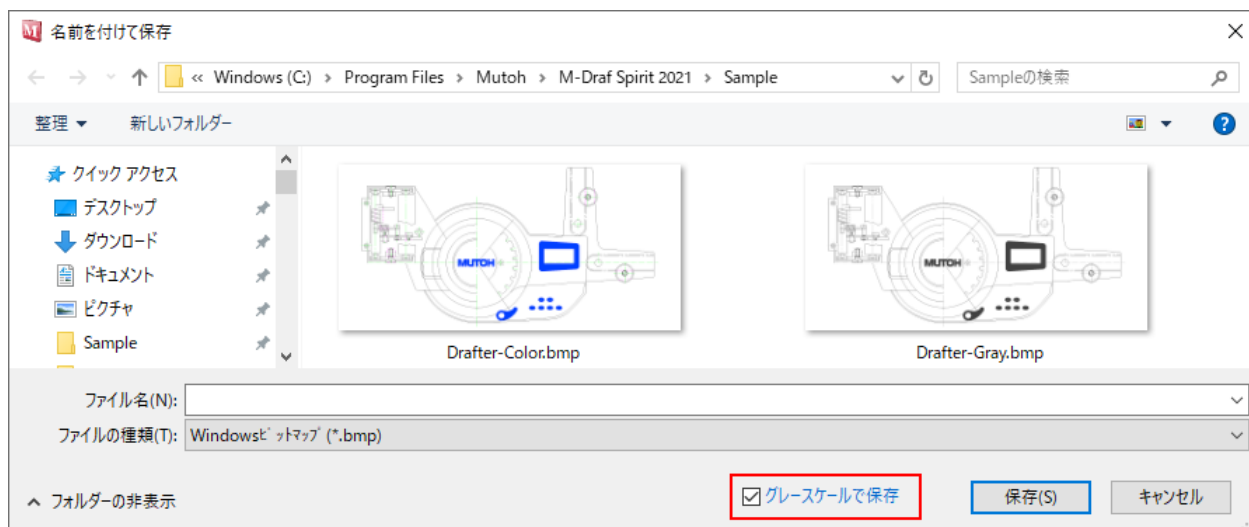 名前を付けて保存
« Windows (C:) › Program Files › Mutoh › M-Draf Spirit 2021 › Sample
Sampleの検索
整理
新しいフォルダー
クイック アクセス
デスクトップ
ダウンロード
ドキュメント
ピクチャ
Sample
MUTOH
MUTOH
Drafter-Color.bmp
Drafter-Gray.bmp
ファイル名(N):
ファイルの種類(T): Windowsﾋﾞｯﾄﾏｯﾌﾟ(*.bmp)
フォルダーの非表示
グレースケールで保存
保存(S)
キャンセル